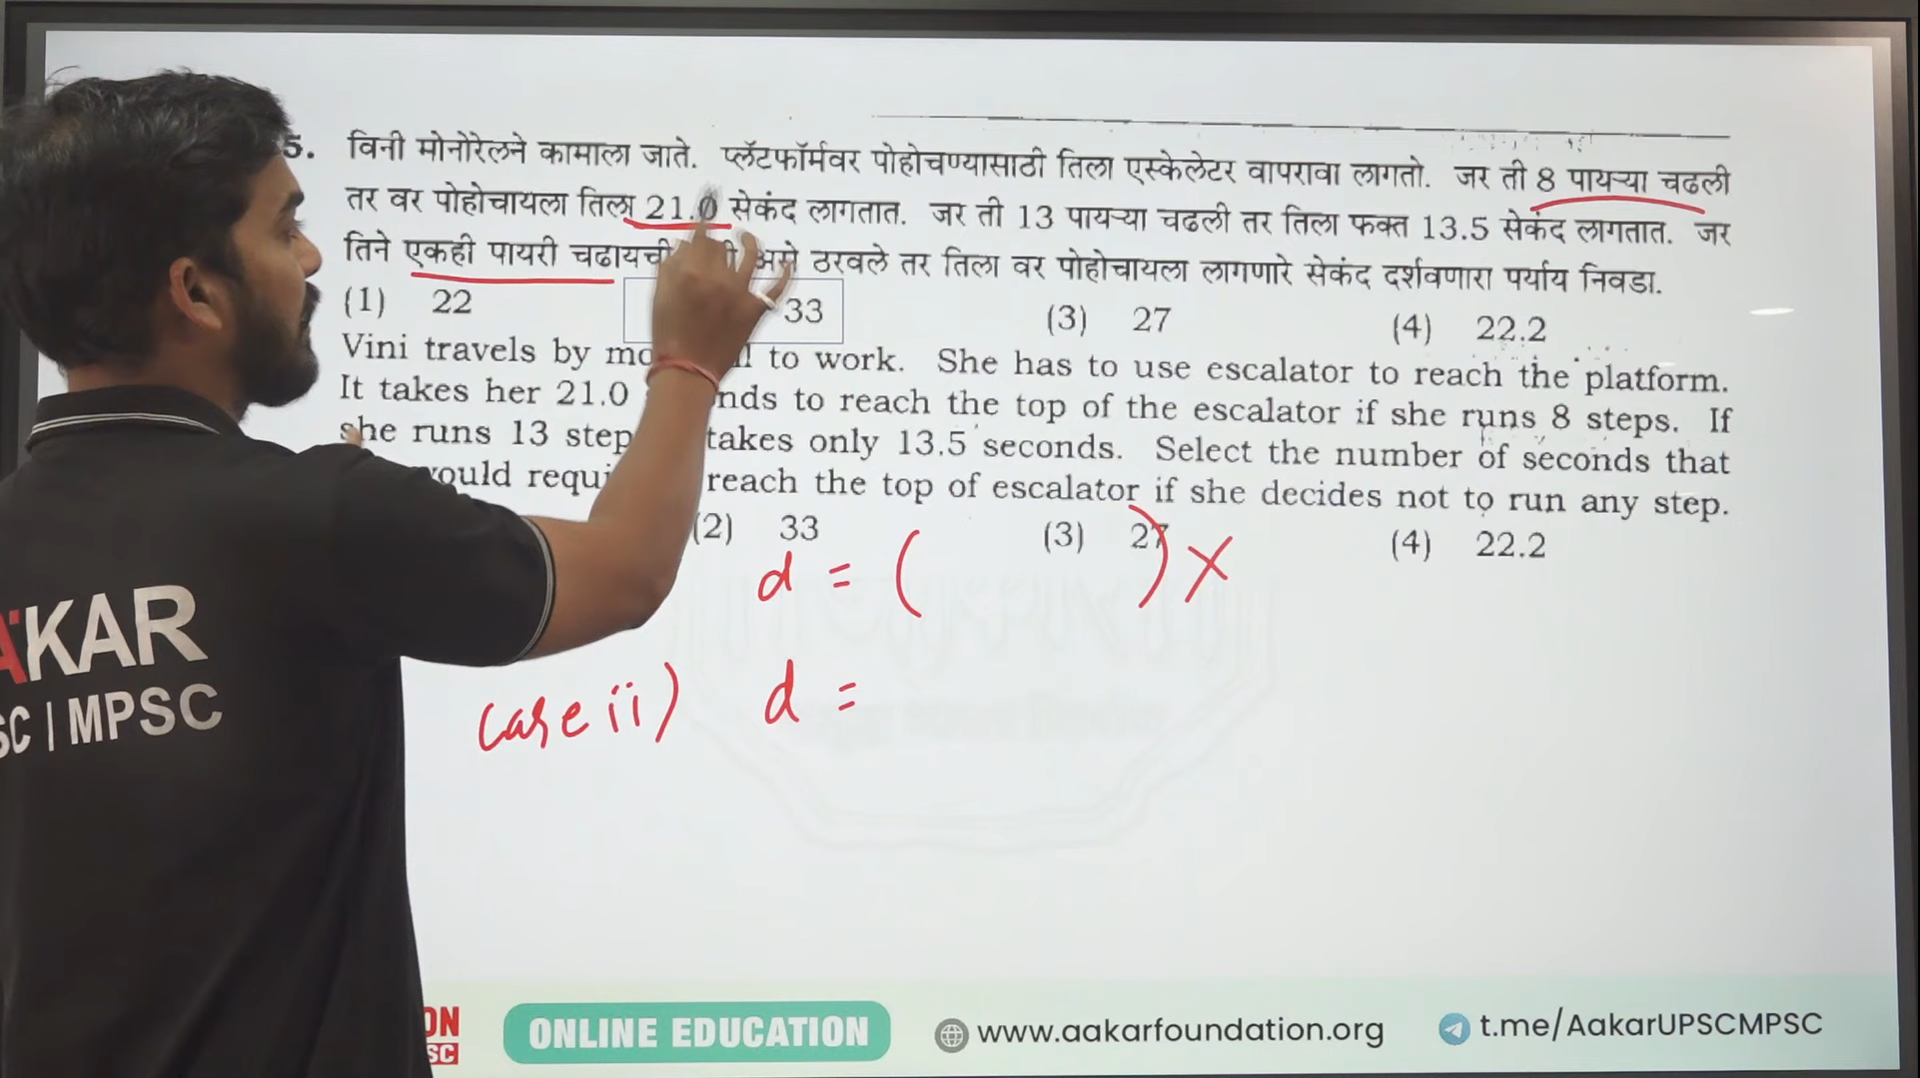 5. विनी मोनोरेलने कामाला जाते. प्लॅटफॉर्मवर पोहोचण्यासाठी तिला एस्केलेटर वापरावा लागतो. जर ती 8 पायऱ्या चढली
तर वर पोहोचायला तिला 21.0 सेकंद लागतात. जर ती 13 पायऱ्या चढली तर तिला फक्त 13.5 सेकंद लागतात. जर
तिने एकही पायरी चढायची असे ठरवले तर तिला वर पोहोचायला लागणारे सेकंद दर्शवणारा पर्याय निवडा.
(1) 22 33 (3) 27 (4) 22.2
Vini travels by to work. She has to use escalator to reach the platform.
It takes her 21.0 to reach the top of the escalator if she runs 8 steps. If
she runs 13 takes only 13.5 seconds. Select the number of seconds that
reach the top of escalator if she decides not to run any step.
(2) 33 (3) 27 (4) 22.2
d = ( ) ×
case ii) d =
AKAR
SC | MPSC
ON
SC
ONLINE EDUCATION
www.aakarfoundation.org
t.me/AakarUPSCMPSC